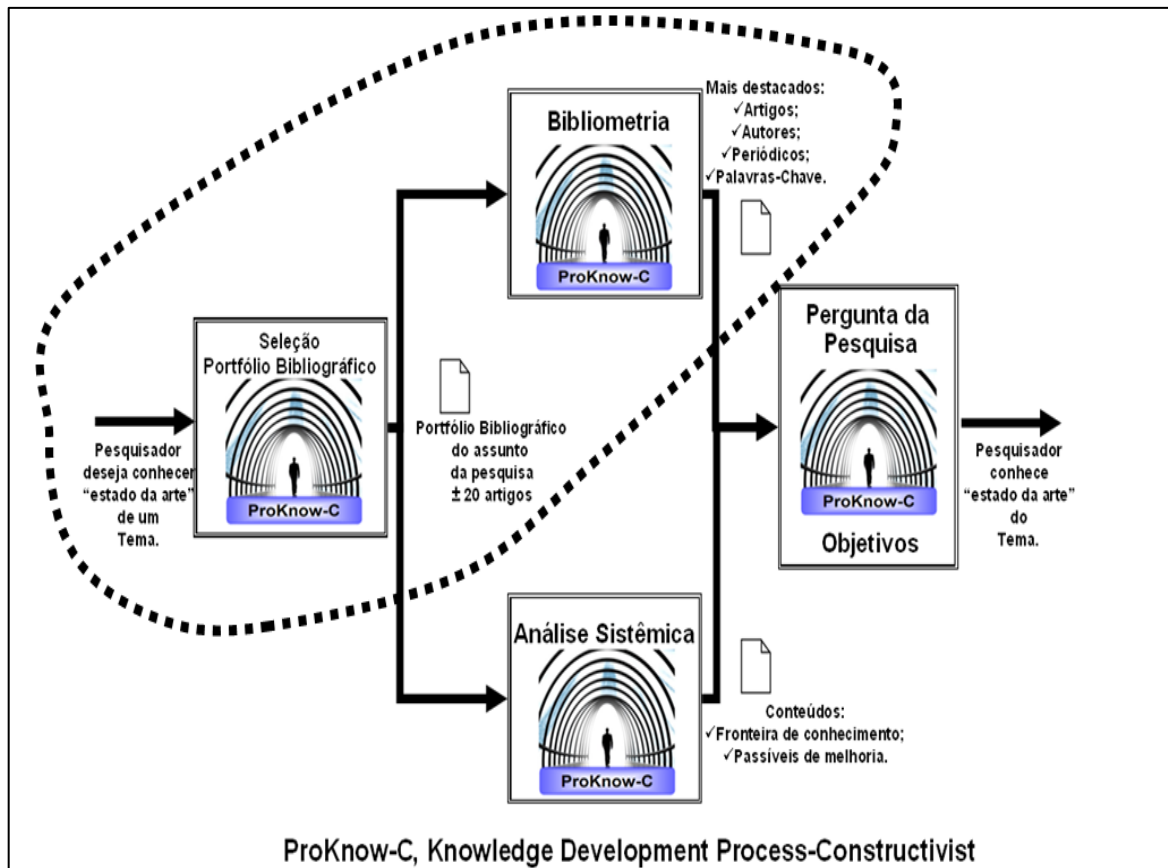 Pesquisador
deseja conhecer
“estado da arte”
de um
Tema.
Seleção
Portfólio Bibliográfico
ProKnow-C
Portfólio Bibliográfico
do assunto
da pesquisa
± 20 artigos
Bibliometria
ProKnow-C
Mais destacados:
✓Artigos;
✓Autores;
✓Periódicos;
✓Palavras-Chave.
Análise Sistêmica
ProKnow-C
Conteúdos:
✓Fronteira de conhecimento;
✓Passíveis de melhoria.
Pergunta da
Pesquisa
ProKnow-C
Objetivos
Pesquisador
conhece
“estado da arte”
do
Tema.
ProKnow-C, Knowledge Development Process-Constructivist